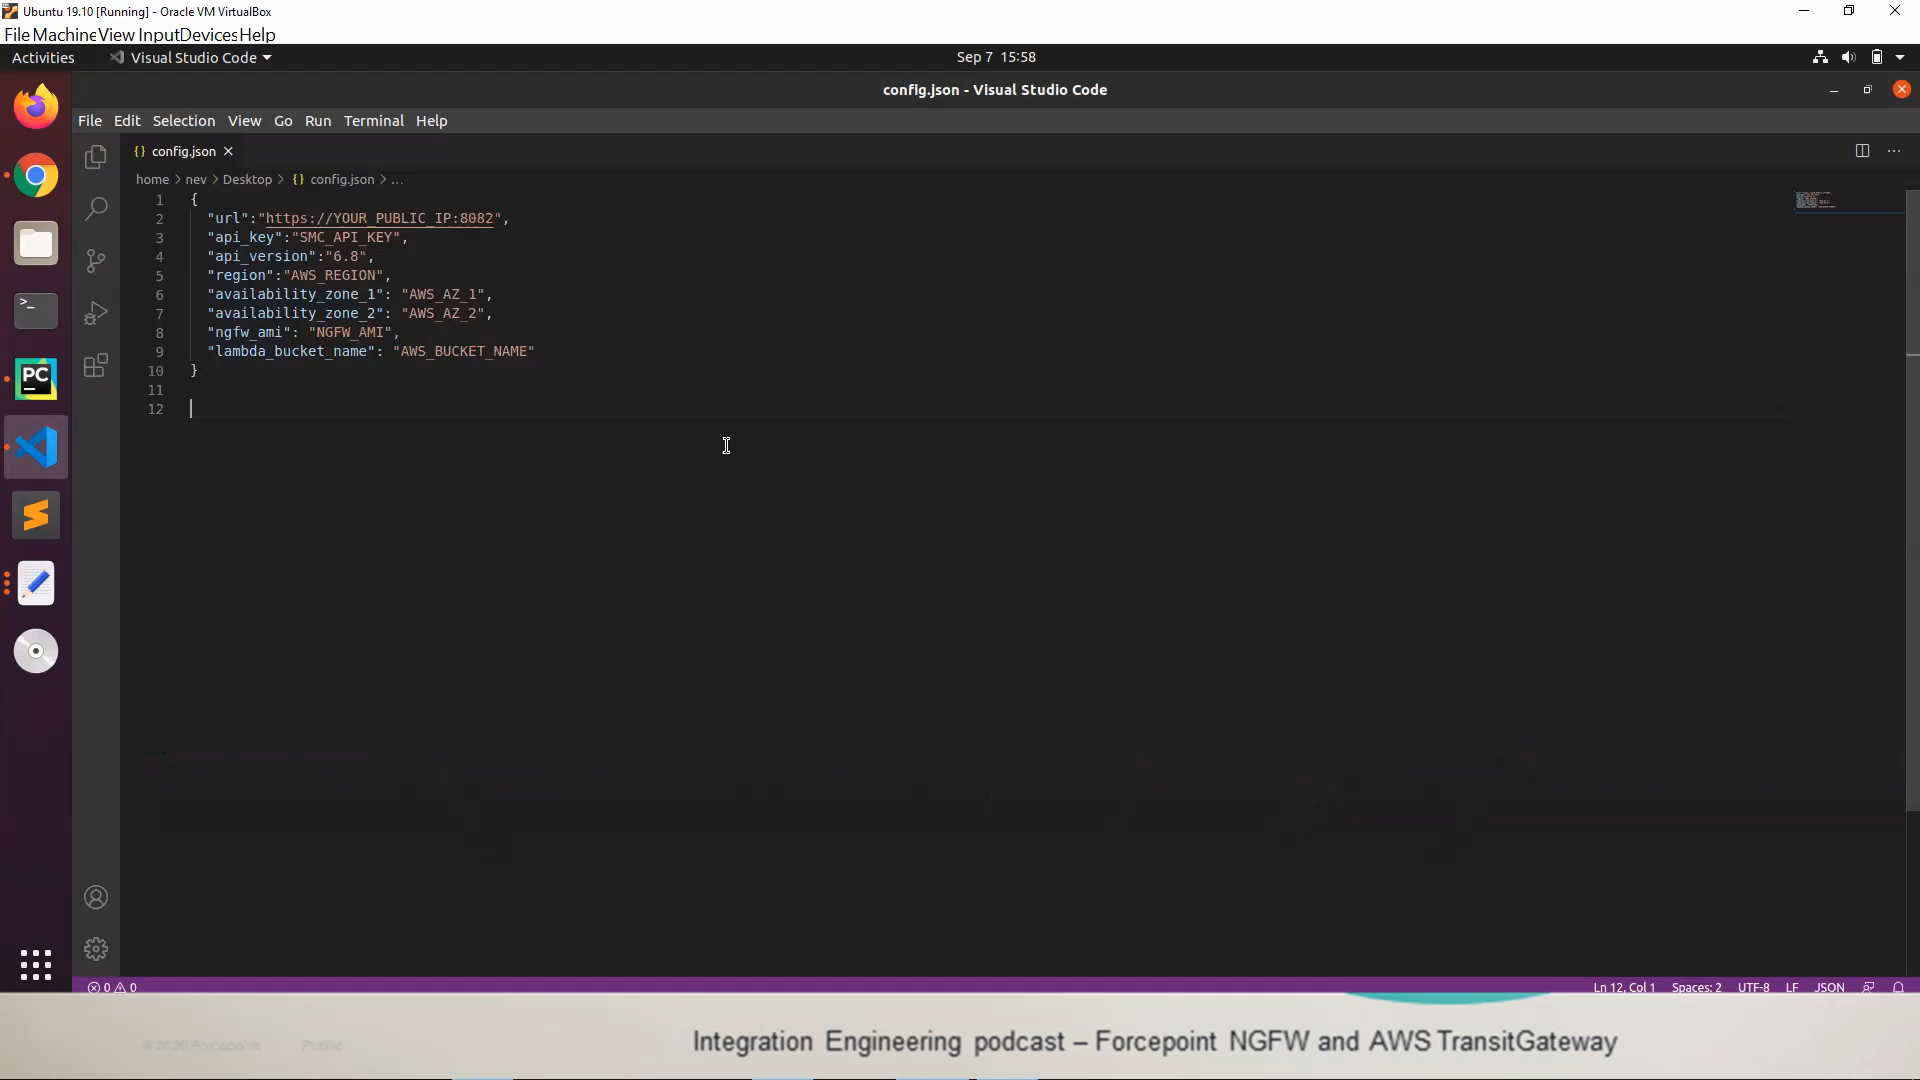 Ubuntu 19.10 [Running] - Oracle VM VirtualBox
File Machine View Input Devices Help
Activities Visual Studio Code Sep 7 15:58
config.json - Visual Studio Code
File Edit Selection View Go Run Terminal Help
{} config.json
home > nev > Desktop > {} config.json > ...
1 {
2 "url":"https://YOUR_PUBLIC_IP:8082",
3 "api_key":"SMC_API_KEY",
4 "api_version":"6.8",
5 "region":"AWS_REGION",
6 "availability_zone_1": "AWS_AZ_1",
7 "availability_zone_2": "AWS_AZ_2",
8 "ngfw_ami": "NGFW_AMI",
9 "lambda_bucket_name": "AWS_BUCKET_NAME"
10 }
11
12
>_
PC
0 0 Ln 12, Col 1 Spaces: 2 UTF-8 LF JSON
© 2020 Forcepoint Public
Integration Engineering podcast – Forcepoint NGFW and AWS TransitGateway